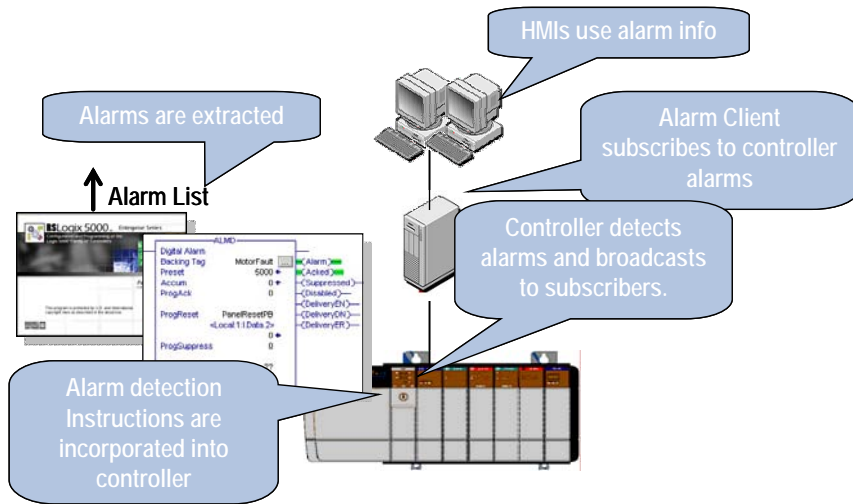 HMIs use alarm info
Alarms are extracted
Alarm Client
subscribes to controller
alarms
Alarm List
Controller detects
alarms and broadcasts
to subscribers.
RSLogix 5000
Enterprise Series
ALMD
Digital Alarm
Backing Tag MotorFault
Preset 5000
Accum 0
ProgAck 0
ProgReset PanelResetPB
<Local:1:I.Data.2>
0
ProgSuppress 0
??
(Alarm)
(Acked)
(Suppressed)
(Disabled)
(DeliveryEN)
(DeliveryDN)
(DeliveryER)
Alarm detection
Instructions are
incorporated into
controller